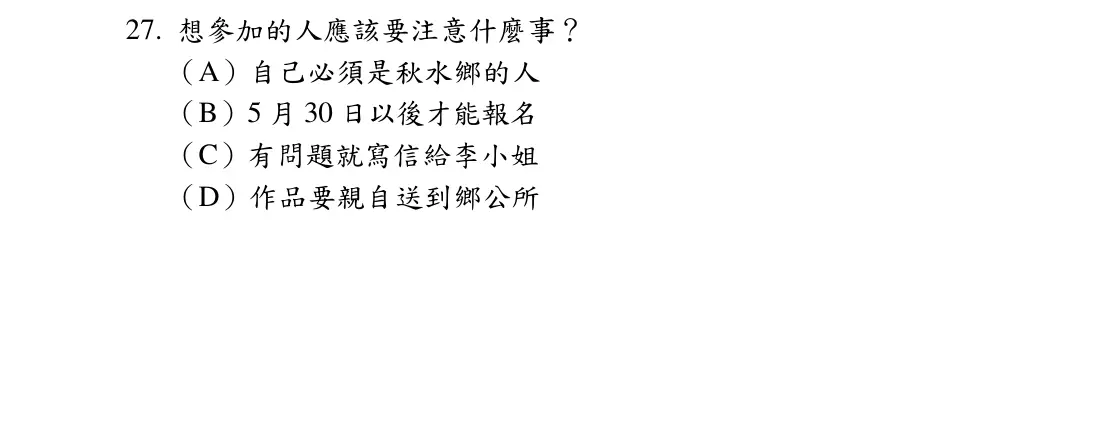 27. 想參加的人應該要注意什麼事？
（A）自己必須是秋水鄉的人
（B）5 月 30 日以後才能報名
（C）有問題就寫信給李小姐
（D）作品要親自送到鄉公所